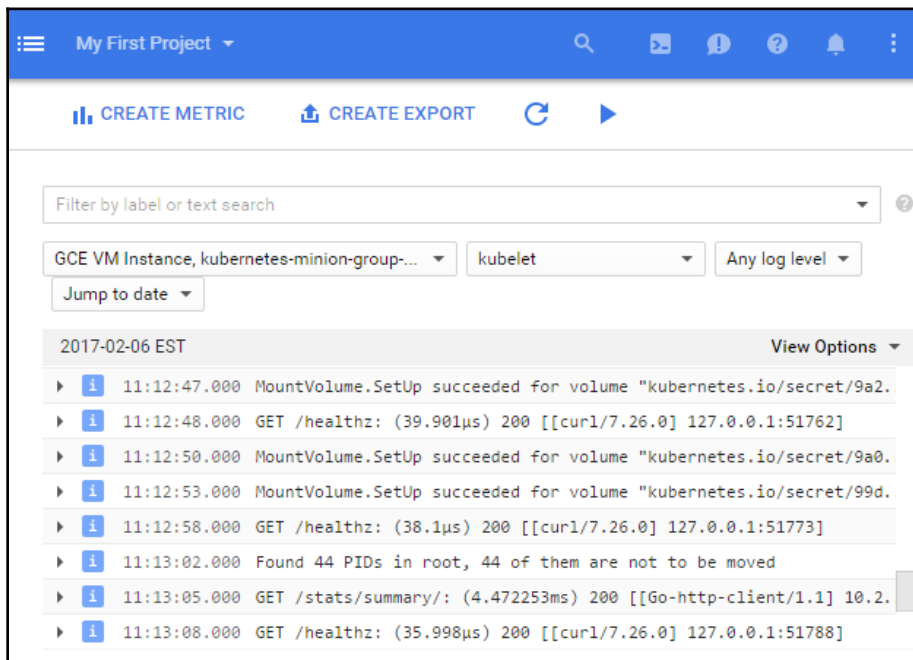 My First Project
CREATE METRIC CREATE EXPORT
Filter by label or text search
GCE VM Instance, kubernetes-minion-group-... kubelet Any log level
Jump to date
2017-02-06 EST View Options
i 11:12:47.000 MountVolume.SetUp succeeded for volume "kubernetes.io/secret/9a2..
i 11:12:48.000 GET /healthz: (39.901µs) 200 [[curl/7.26.0] 127.0.0.1:51762]
i 11:12:50.000 MountVolume.SetUp succeeded for volume "kubernetes.io/secret/9a0..
i 11:12:53.000 MountVolume.SetUp succeeded for volume "kubernetes.io/secret/99d..
i 11:12:58.000 GET /healthz: (38.1µs) 200 [[curl/7.26.0] 127.0.0.1:51773]
i 11:13:02.000 Found 44 PIDs in root, 44 of them are not to be moved
i 11:13:05.000 GET /stats/summary/: (4.472253ms) 200 [[Go-http-client/1.1] 10.2..
i 11:13:08.000 GET /healthz: (35.998µs) 200 [[curl/7.26.0] 127.0.0.1:51788]